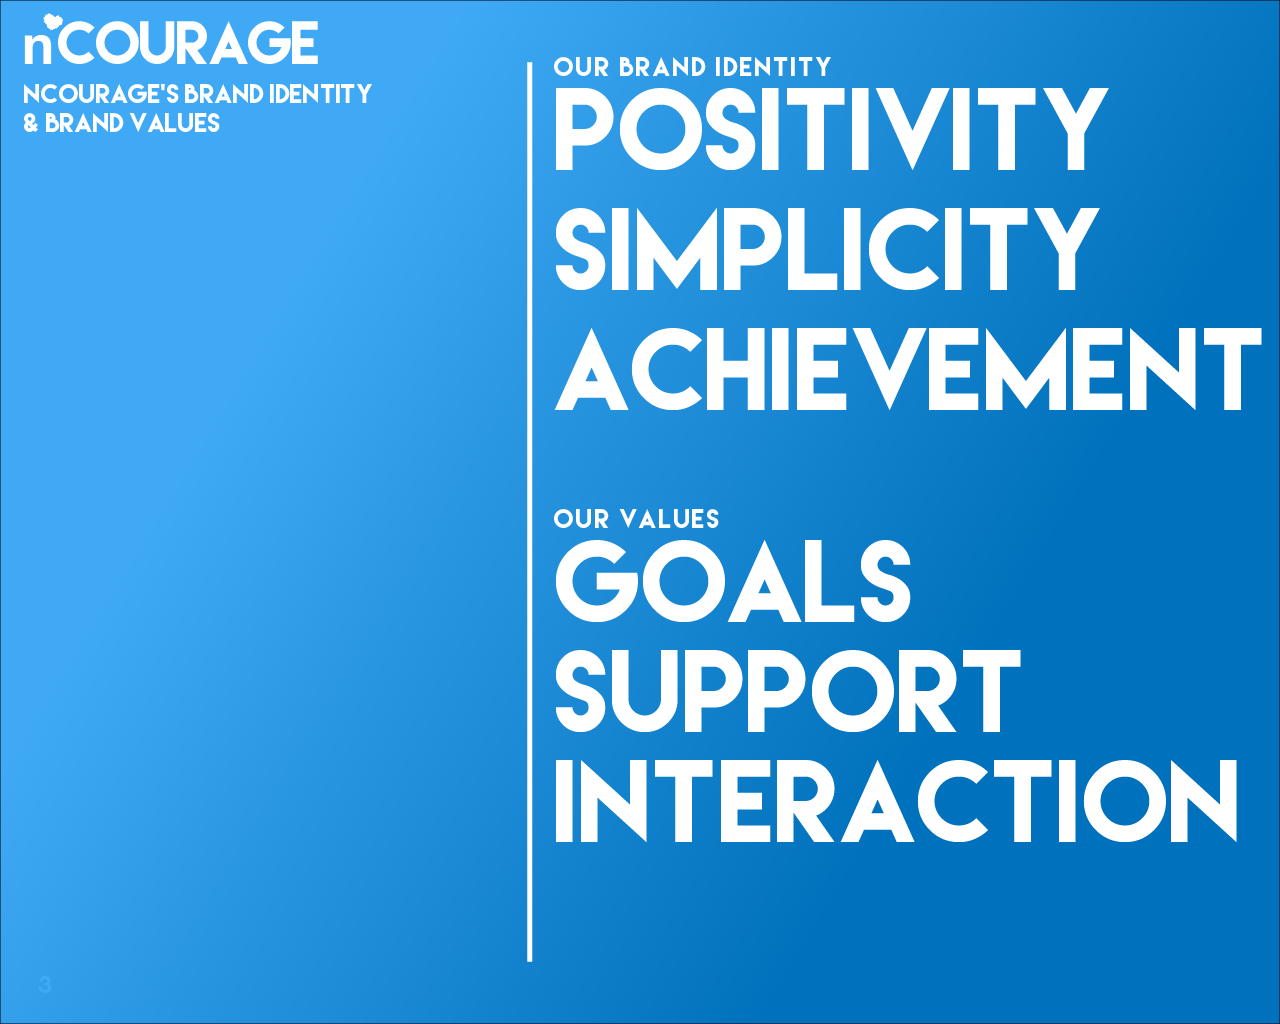 nCOURAGE
NCOURAGE'S BRAND IDENTITY
& BRAND VALUES
OUR BRAND IDENTITY
POSITIVITY
SIMPLICITY
ACHIEVEMENT
OUR VALUES
GOALS
SUPPORT
INTERACTION
3